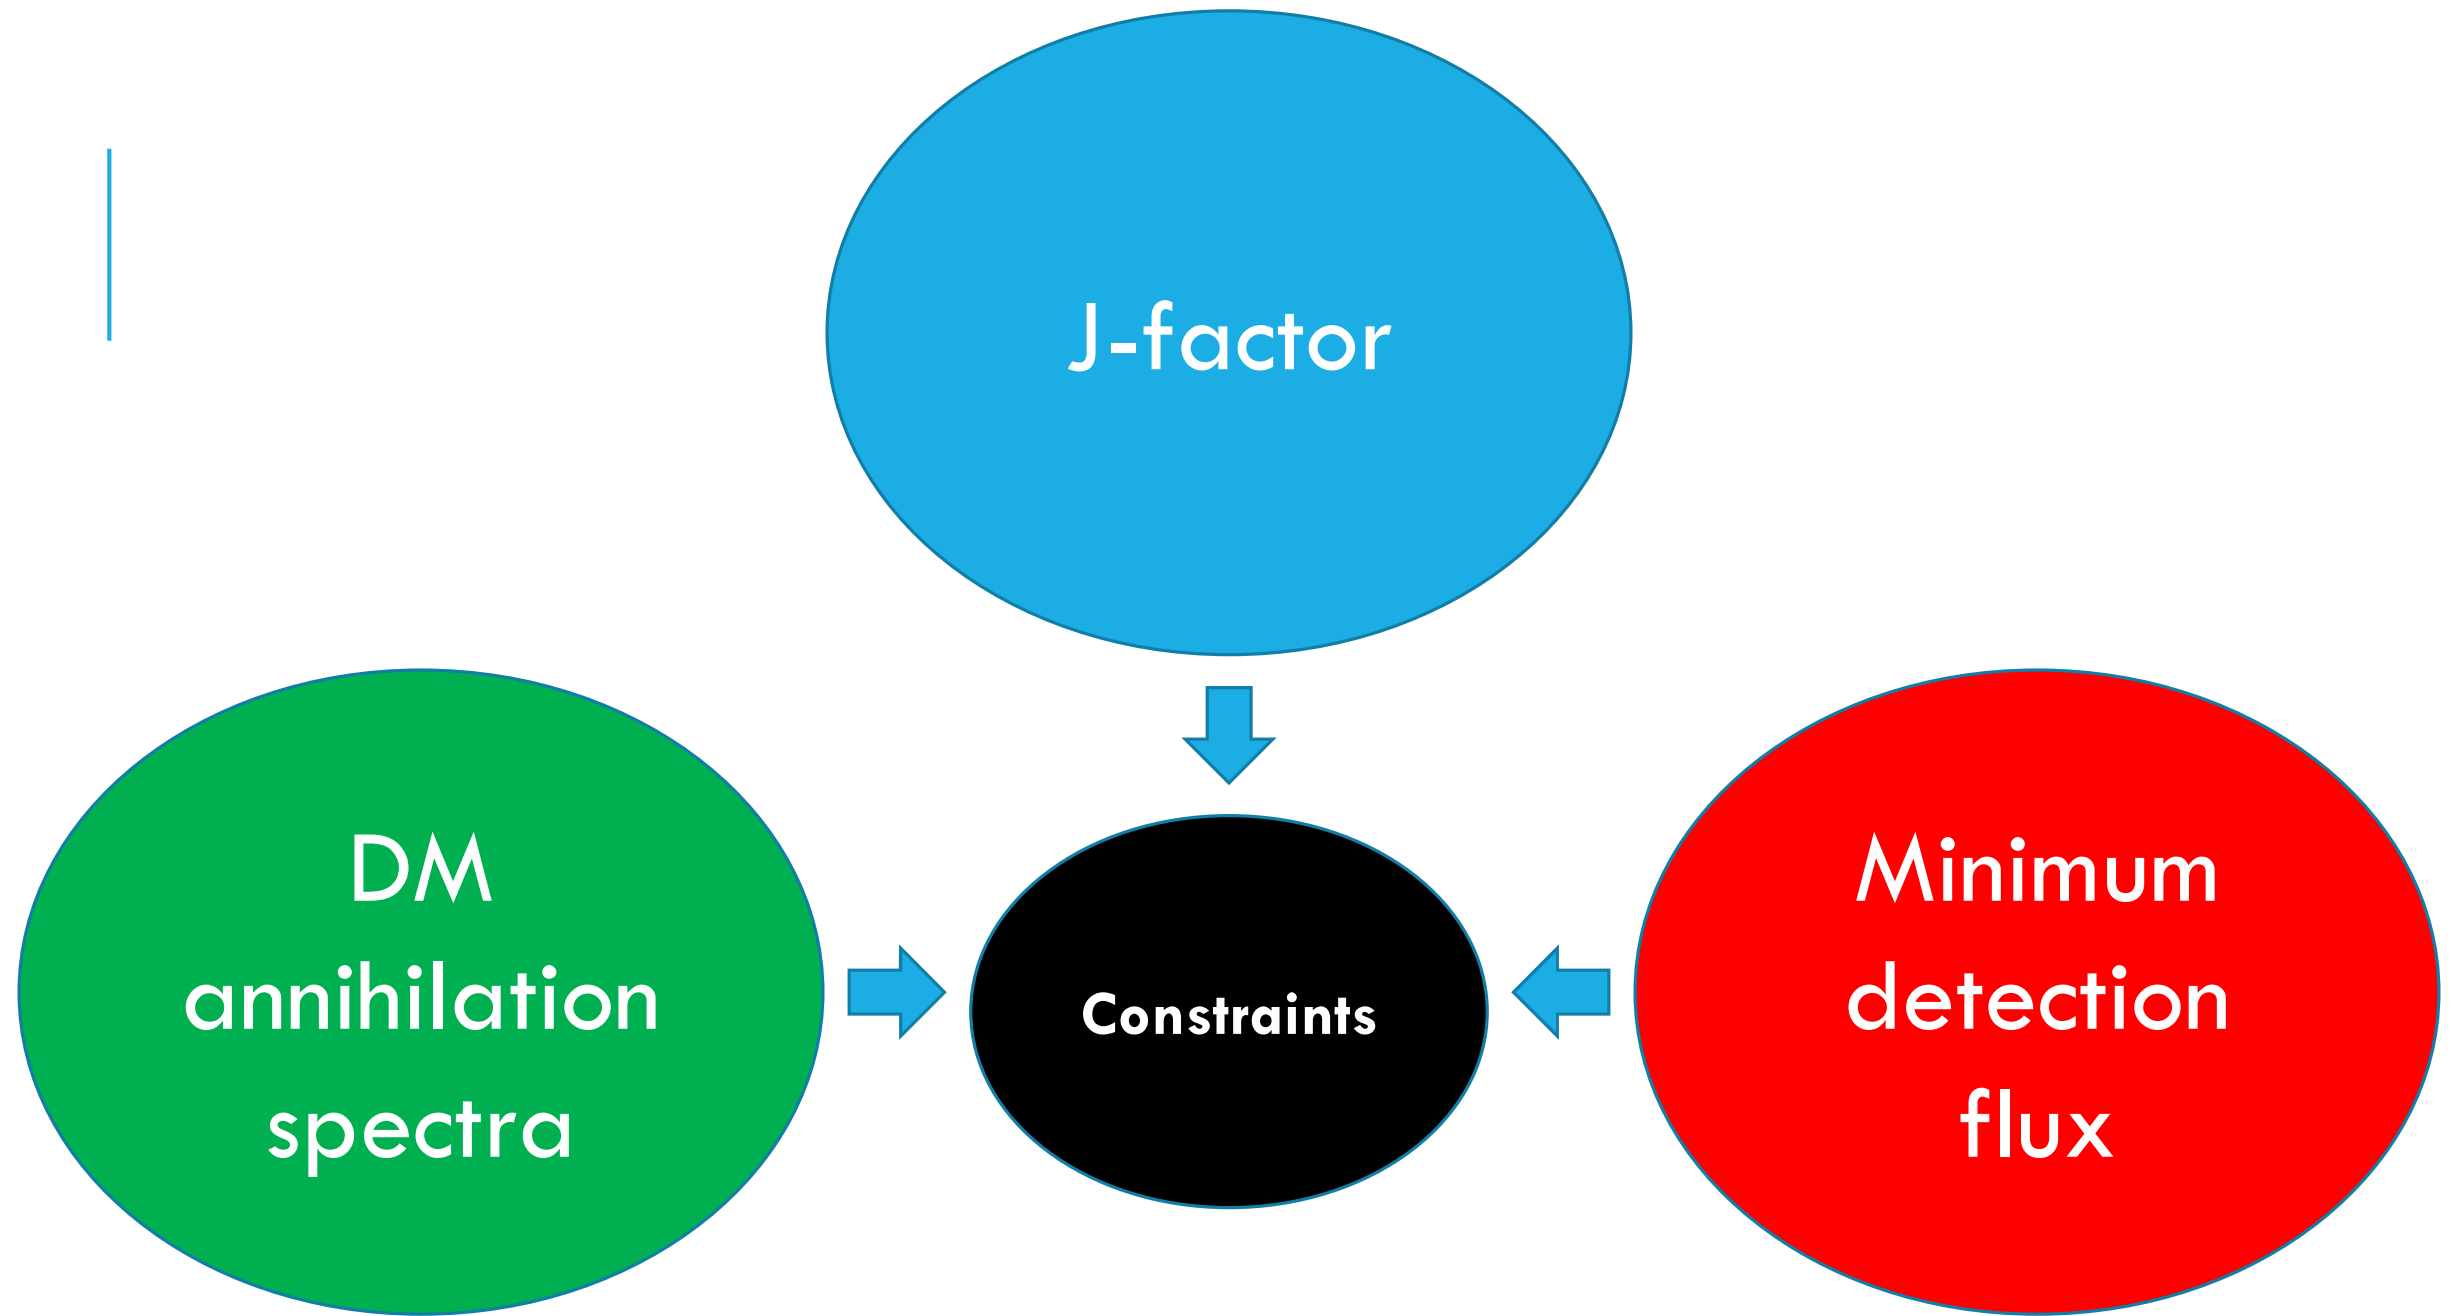 J-factor
DM
annihilation
spectra
Constraints
Minimum
detection
flux